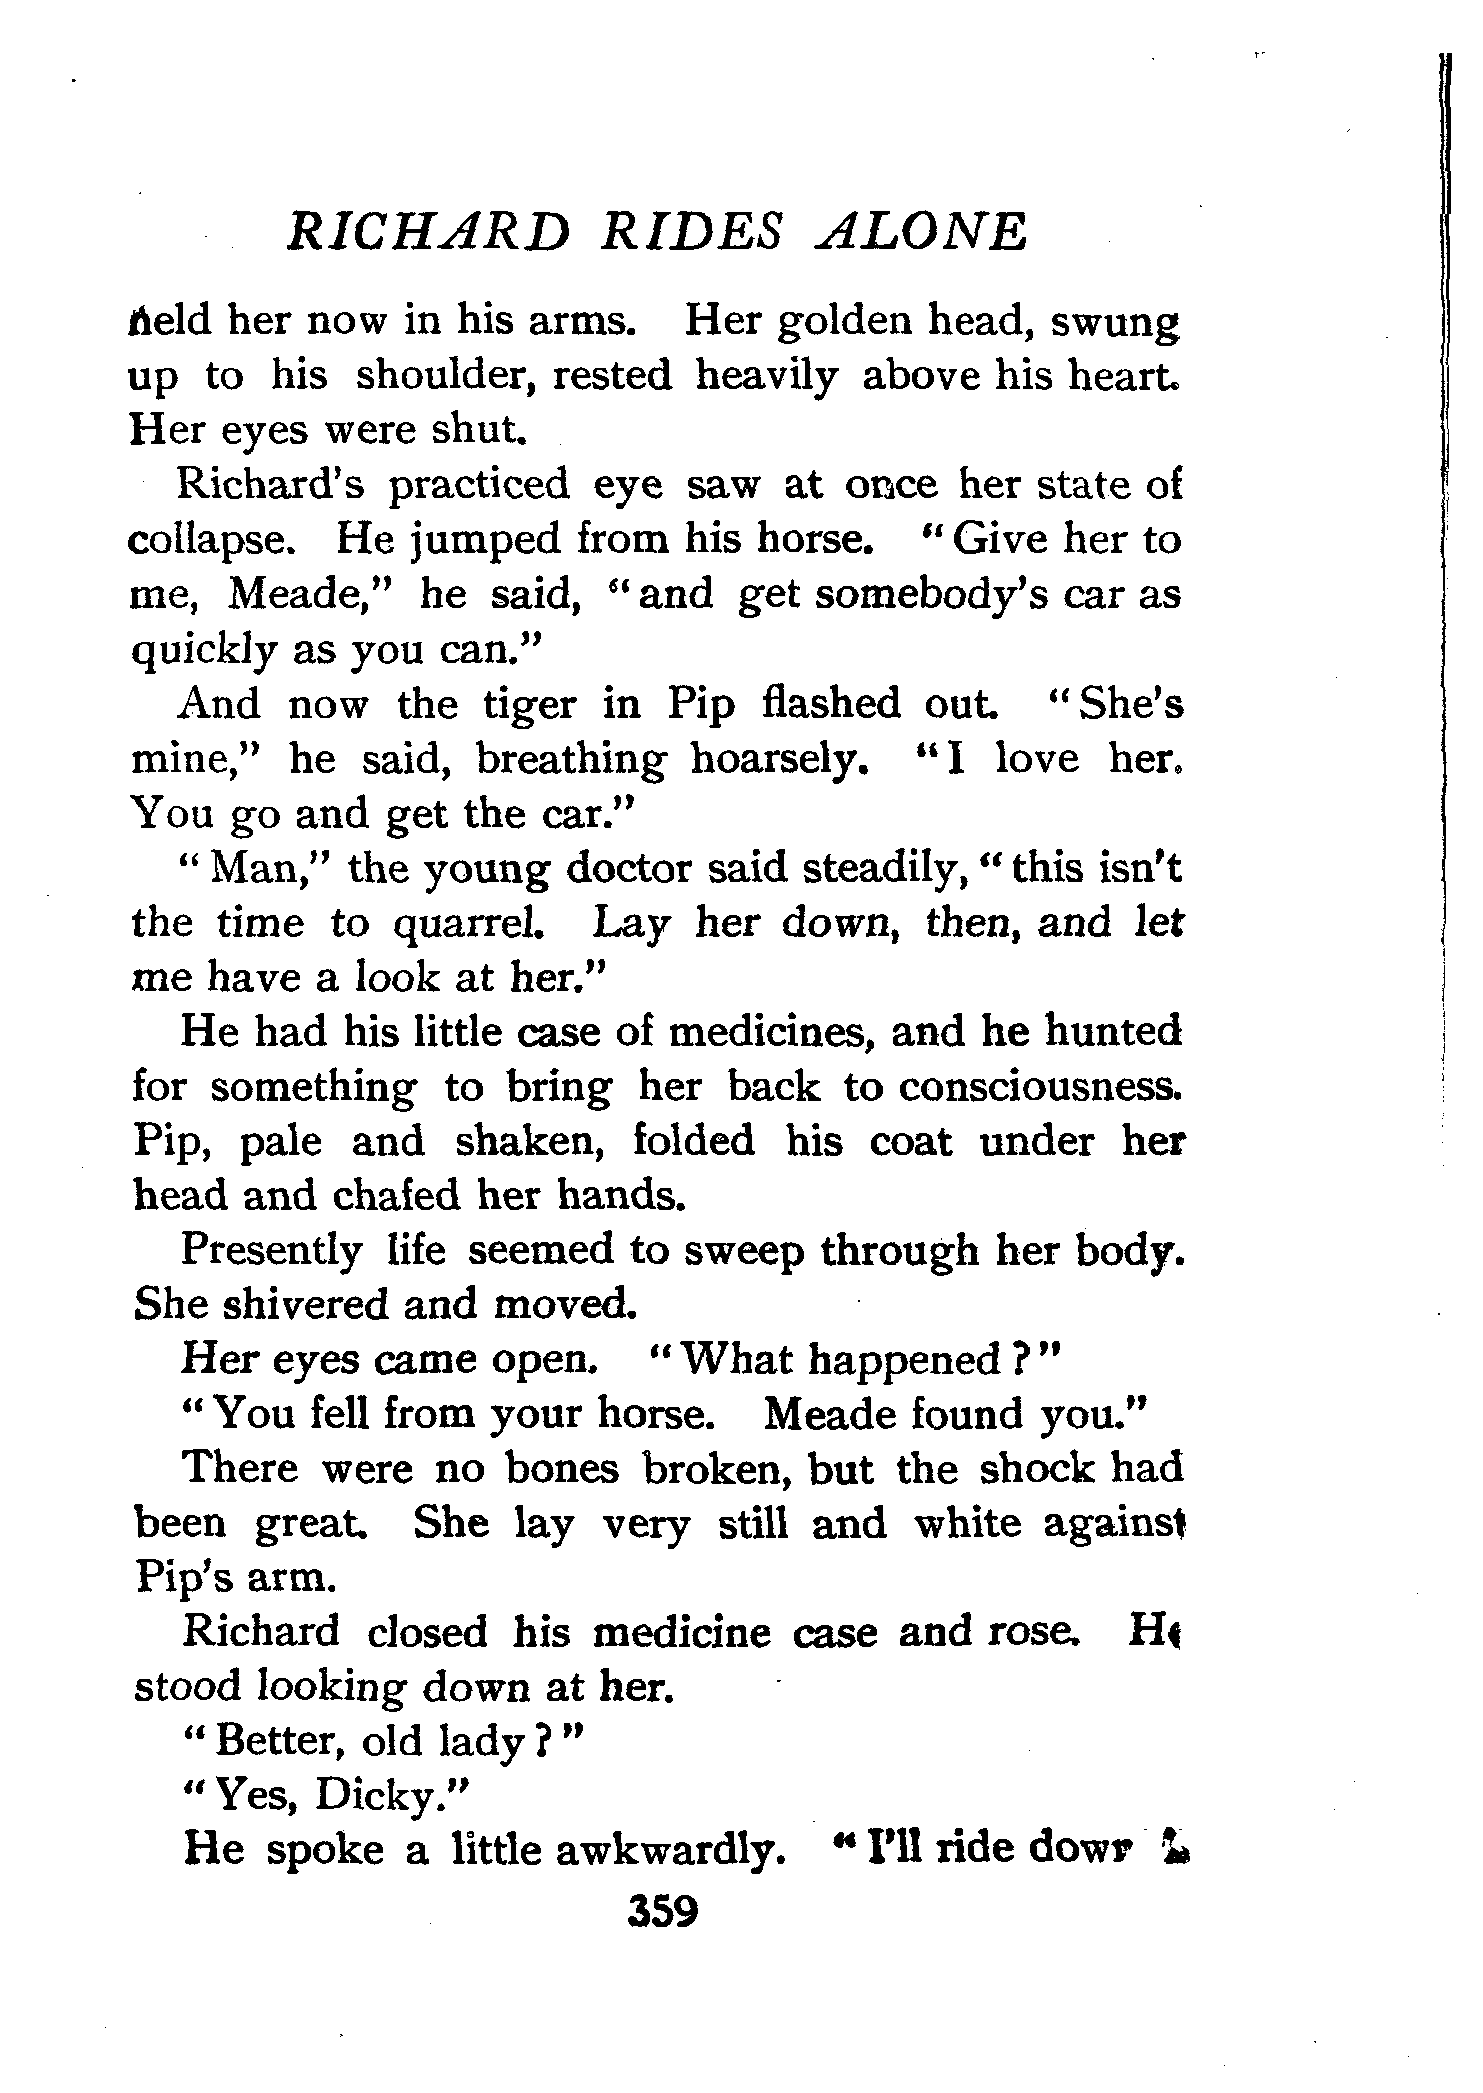 RICHARD RIDES ALONE
held her now in his arms. Her golden head, swung
up to his shoulder, rested heavily above his heart.
Her eyes were shut.
Richard's practiced eye saw at once her state of
collapse. He jumped from his horse. "Give her to
me, Meade," he said, "and get somebody's car as
quickly as you can."
And now the tiger in Pip flashed out. "She's
mine," he said, breathing hoarsely. "I love her.
You go and get the car."
"Man," the young doctor said steadily, "this isn't
the time to quarrel. Lay her down, then, and let
me have a look at her."
He had his little case of medicines, and he hunted
for something to bring her back to consciousness.
Pip, pale and shaken, folded his coat under her
head and chafed her hands.
Presently life seemed to sweep through her body.
She shivered and moved.
Her eyes came open. "What happened?"
"You fell from your horse. Meade found you."
There were no bones broken, but the shock had
been great. She lay very still and white against
Pip's arm.
Richard closed his medicine case and rose. He
stood looking down at her.
"Better, old lady?"
"Yes, Dicky."
He spoke a little awkwardly. "I'll ride down
359